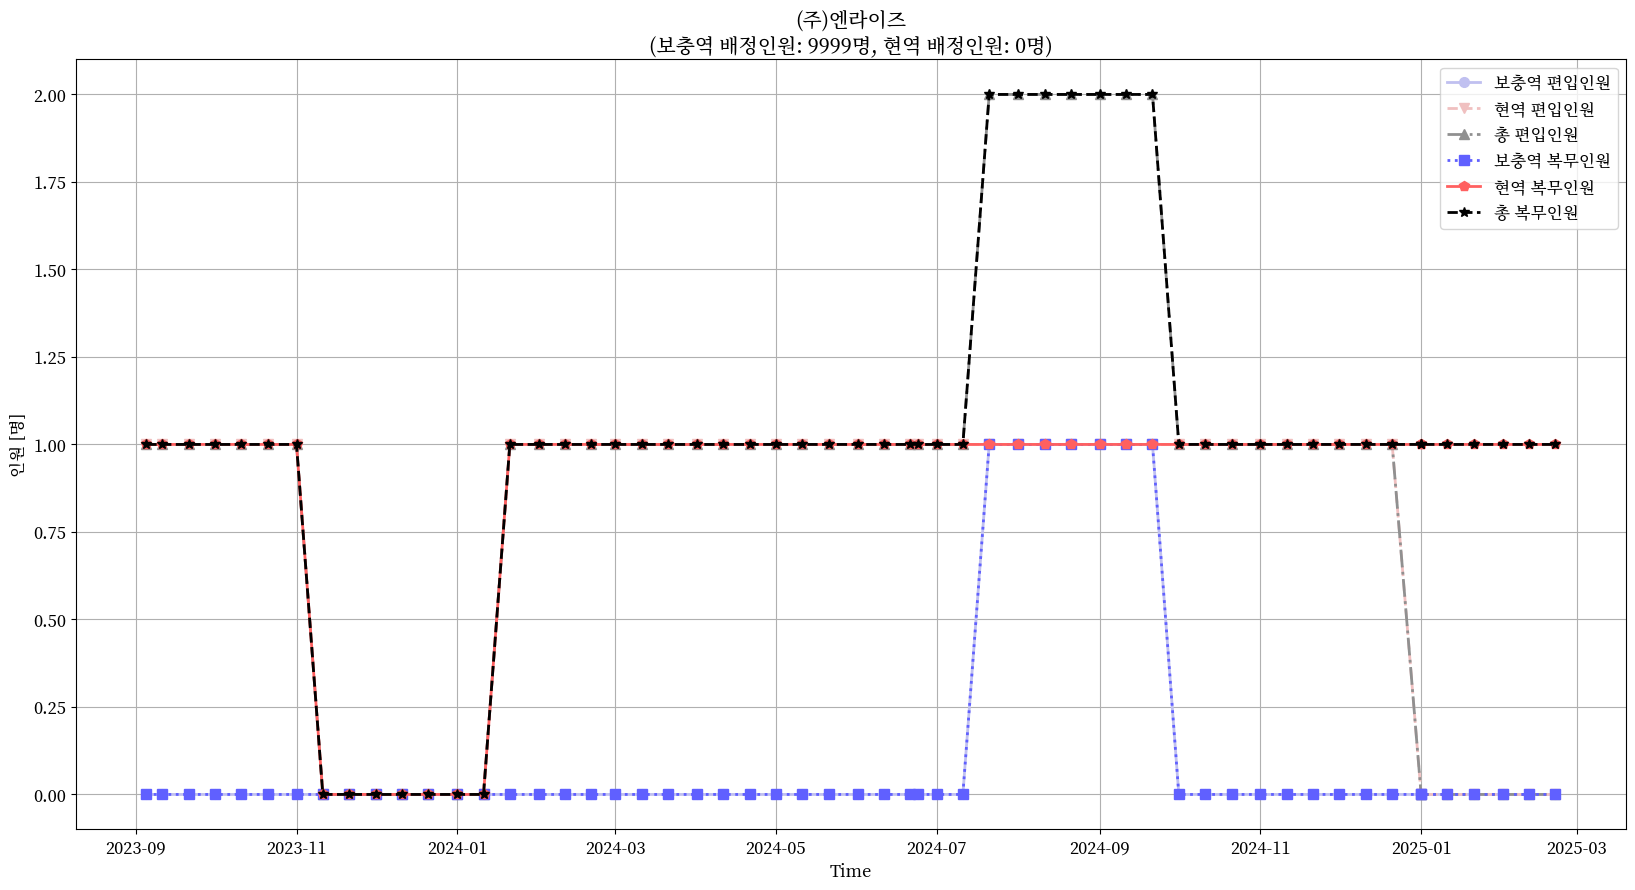 (주)엔라이즈
(보충역 배정인원: 9999명, 현역 배정인원: 0명)
보충역 편입인원
현역 편입인원
총 편입인원
보충역 복무인원
현역 복무인원
총 복무인원
2.00
1.75
1.50
1.25
1.00
0.75
0.50
0.25
0.00
인원 [명]
2023-09 2023-11 2024-01 2024-03 2024-05 2024-07 2024-09 2024-11 2025-01 2025-03
Time